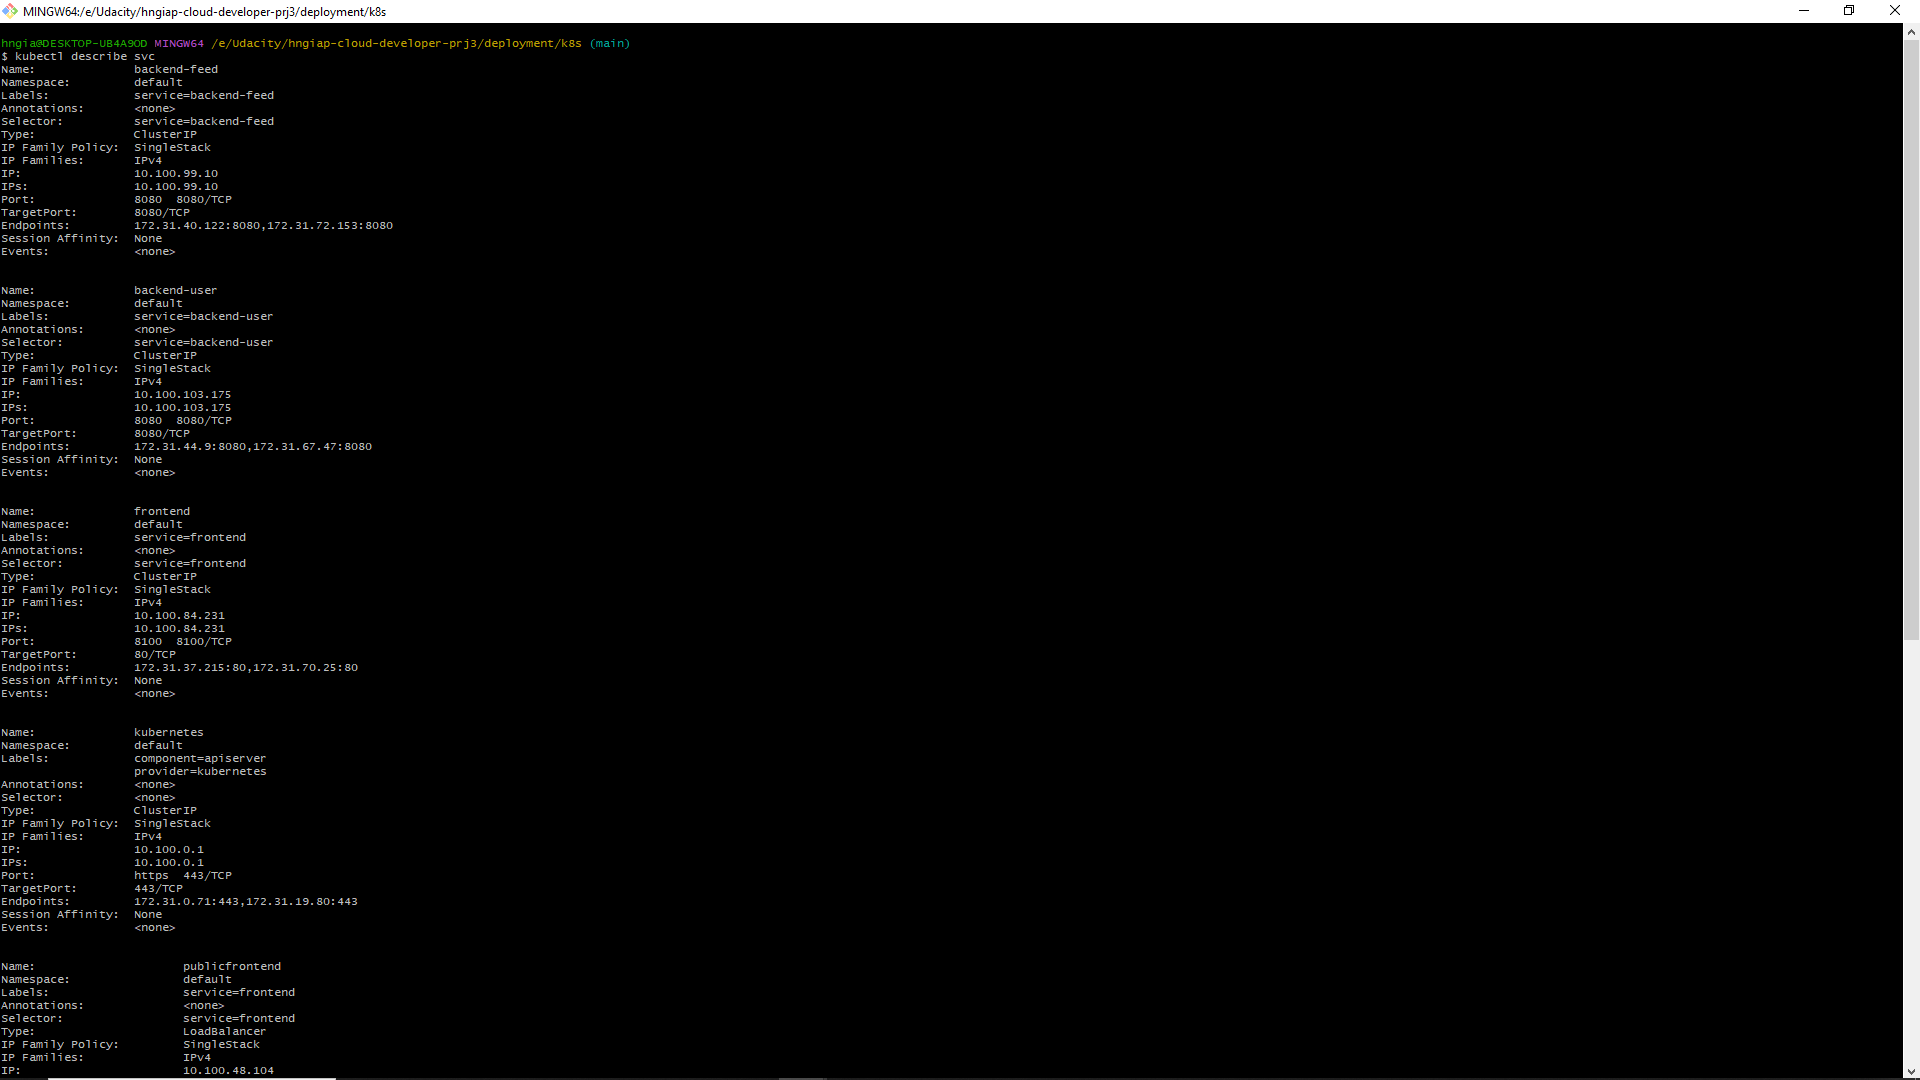 MINGW64:/e/Udacity/hngiap-cloud-developer-prj3/deployment/k8s
hngia@DESKTOP-UB4A9OD MINGW64 /e/Udacity/hngiap-cloud-developer-prj3/deployment/k8s (main)
$ kubectl describe svc
Name:              backend-feed
Namespace:         default
Labels:            service=backend-feed
Annotations:       <none>
Selector:          service=backend-feed
Type:              ClusterIP
IP Family Policy:  SingleStack
IP Families:       IPv4
IP:                10.100.99.10
IPs:               10.100.99.10
Port:              8080  8080/TCP
TargetPort:        8080/TCP
Endpoints:         172.31.40.122:8080,172.31.72.153:8080
Session Affinity:  None
Events:            <none>
Name:              backend-user
Namespace:         default
Labels:            service=backend-user
Annotations:       <none>
Selector:          service=backend-user
Type:              ClusterIP
IP Family Policy:  SingleStack
IP Families:       IPv4
IP:                10.100.103.175
IPs:               10.100.103.175
Port:              8080  8080/TCP
TargetPort:        8080/TCP
Endpoints:         172.31.44.9:8080,172.31.67.47:8080
Session Affinity:  None
Events:            <none>
Name:              frontend
Namespace:         default
Labels:            service=frontend
Annotations:       <none>
Selector:          service=frontend
Type:              ClusterIP
IP Family Policy:  SingleStack
IP Families:       IPv4
IP:                10.100.84.231
IPs:               10.100.84.231
Port:              8100  8100/TCP
TargetPort:        80/TCP
Endpoints:         172.31.37.215:80,172.31.70.25:80
Session Affinity:  None
Events:            <none>
Name:              kubernetes
Namespace:         default
Labels:            component=apiserver
                   provider=kubernetes
Annotations:       <none>
Selector:          <none>
Type:              ClusterIP
IP Family Policy:  SingleStack
IP Families:       IPv4
IP:                10.100.0.1
IPs:               10.100.0.1
Port:              https  443/TCP
TargetPort:        443/TCP
Endpoints:         172.31.0.71:443,172.31.19.80:443
Session Affinity:  None
Events:            <none>
Name:                     publicfrontend
Namespace:                default
Labels:                   service=frontend
Annotations:              <none>
Selector:                 service=frontend
Type:                     LoadBalancer
IP Family Policy:         SingleStack
IP Families:              IPv4
IP:                       10.100.48.104